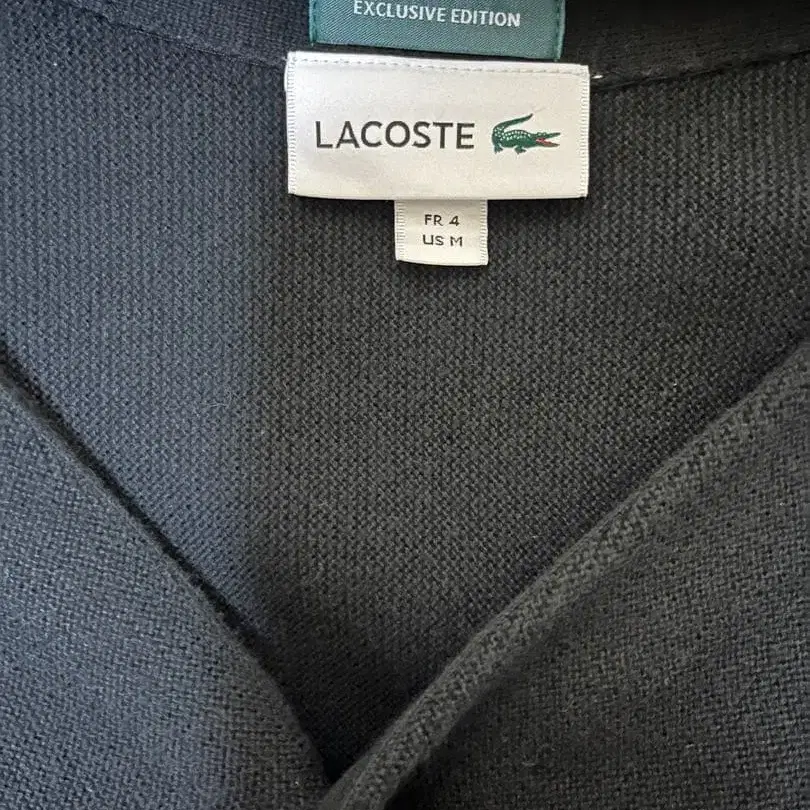 EXCLUSIVE EDITION
LACOSTE
FR 4
US M